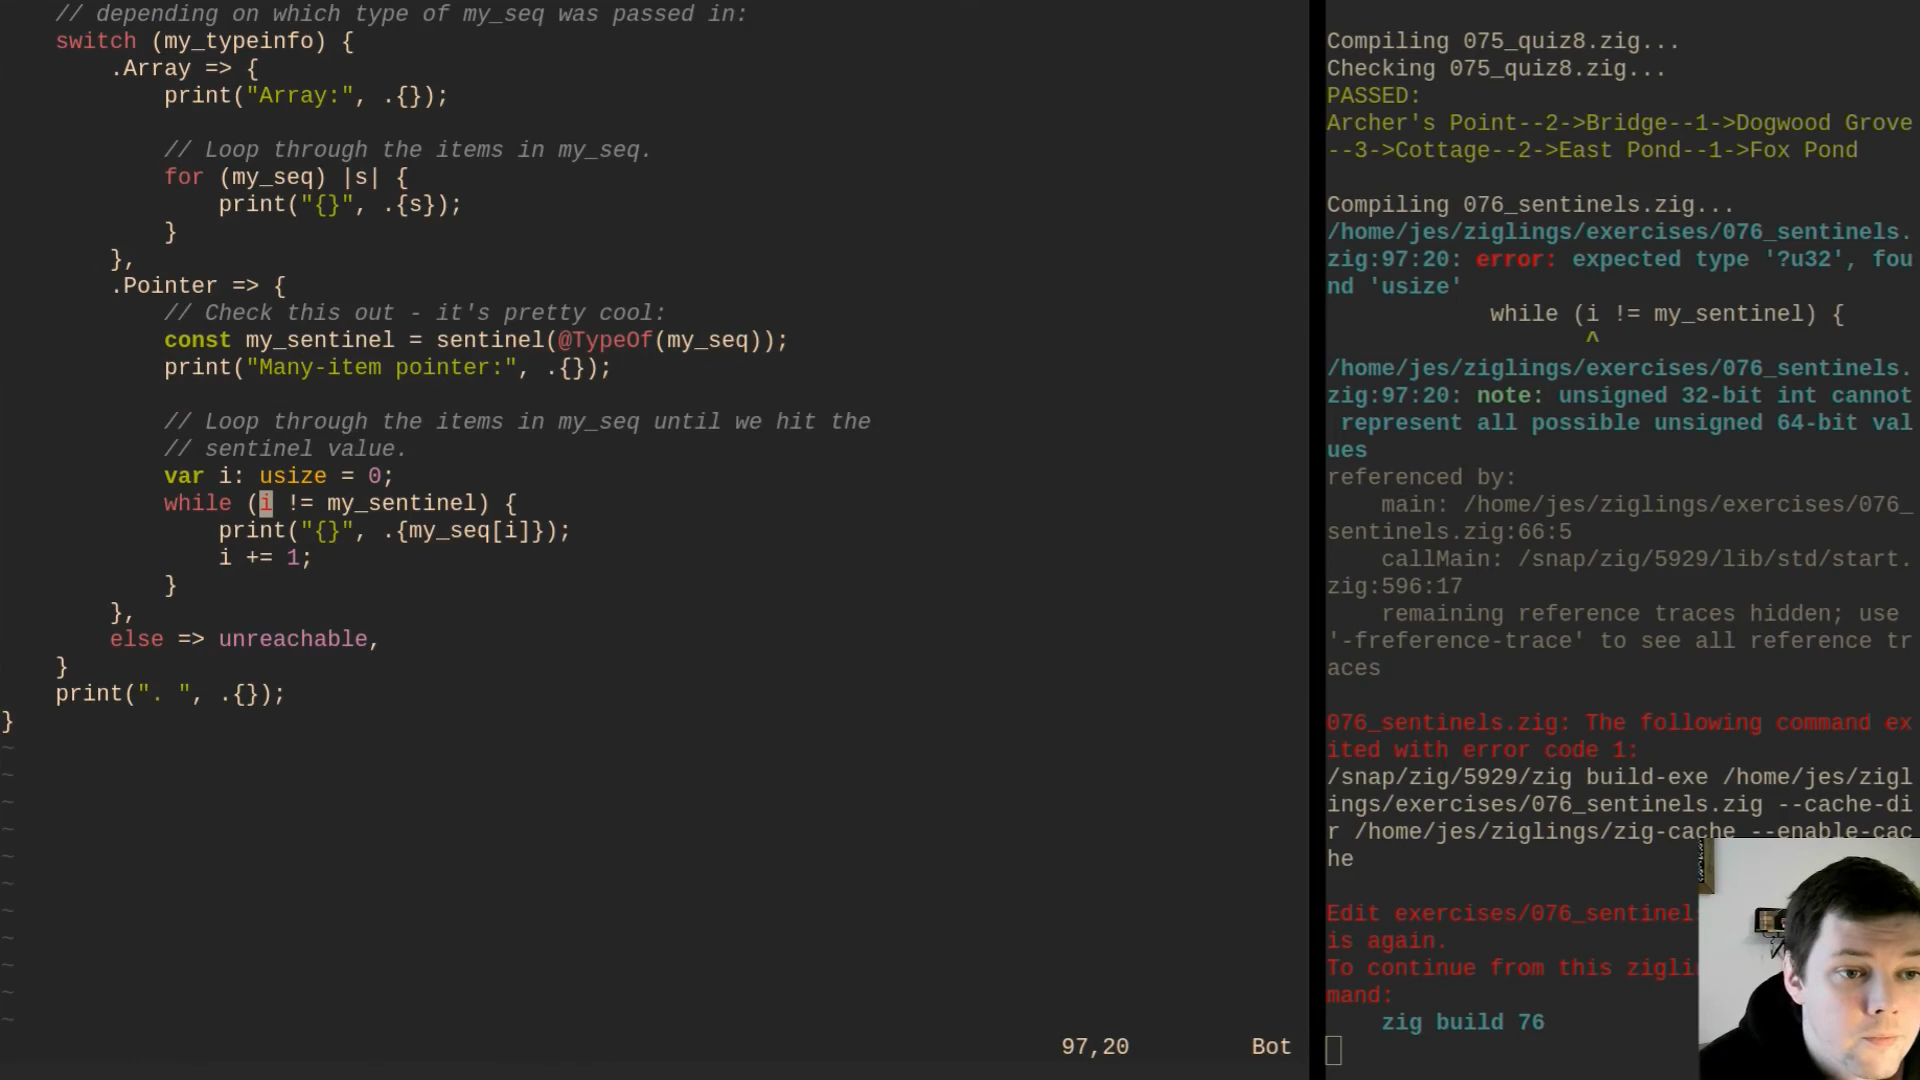 // depending on which type of my_seq was passed in:
switch (my_typeinfo) {
.Array => {
print("Array:", .{});
// Loop through the items in my_seq.
for (my_seq) |s| {
print("{}", .{s});
}
},
.Pointer => {
// Check this out - it's pretty cool:
const my_sentinel = sentinel(@TypeOf(my_seq));
print("Many-item pointer:", .{});
// Loop through the items in my_seq until we hit the
// sentinel value.
var i: usize = 0;
while (i != my_sentinel) {
print("{}", .{my_seq[i]});
i += 1;
}
},
else => unreachable,
}
print(". ", .{});
}
~
~
~
~
~
~
~
~
~
~
~
97,20 Bot
Compiling 075_quiz8.zig...
Checking 075_quiz8.zig...
PASSED:
Archer's Point--2->Bridge--1->Dogwood Grove
--3->Cottage--2->East Pond--1->Fox Pond
Compiling 076_sentinels.zig...
/home/jes/ziglings/exercises/076_sentinels.
zig:97:20: error: expected type '?u32', fou
nd 'usize'
while (i != my_sentinel) {
^
/home/jes/ziglings/exercises/076_sentinels.
zig:97:20: note: unsigned 32-bit int cannot
represent all possible unsigned 64-bit val
ues
referenced by:
main: /home/jes/ziglings/exercises/076_
sentinels.zig:66:5
callMain: /snap/zig/5929/lib/std/start.
zig:596:17
remaining reference traces hidden; use
'-freference-trace' to see all reference tr
aces
076_sentinels.zig: The following command ex
ited with error code 1:
/snap/zig/5929/zig build-exe /home/jes/zigl
ings/exercises/076_sentinels.zig --cache-di
r /home/jes/ziglings/zig-cache --enable-cac
he
Edit exercises/076_sentinel
is again.
To continue from this zigli
mand:
zig build 76